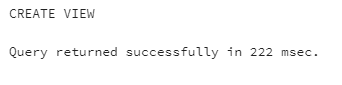 CREATE VIEW
Query returned successfully in 222 msec.